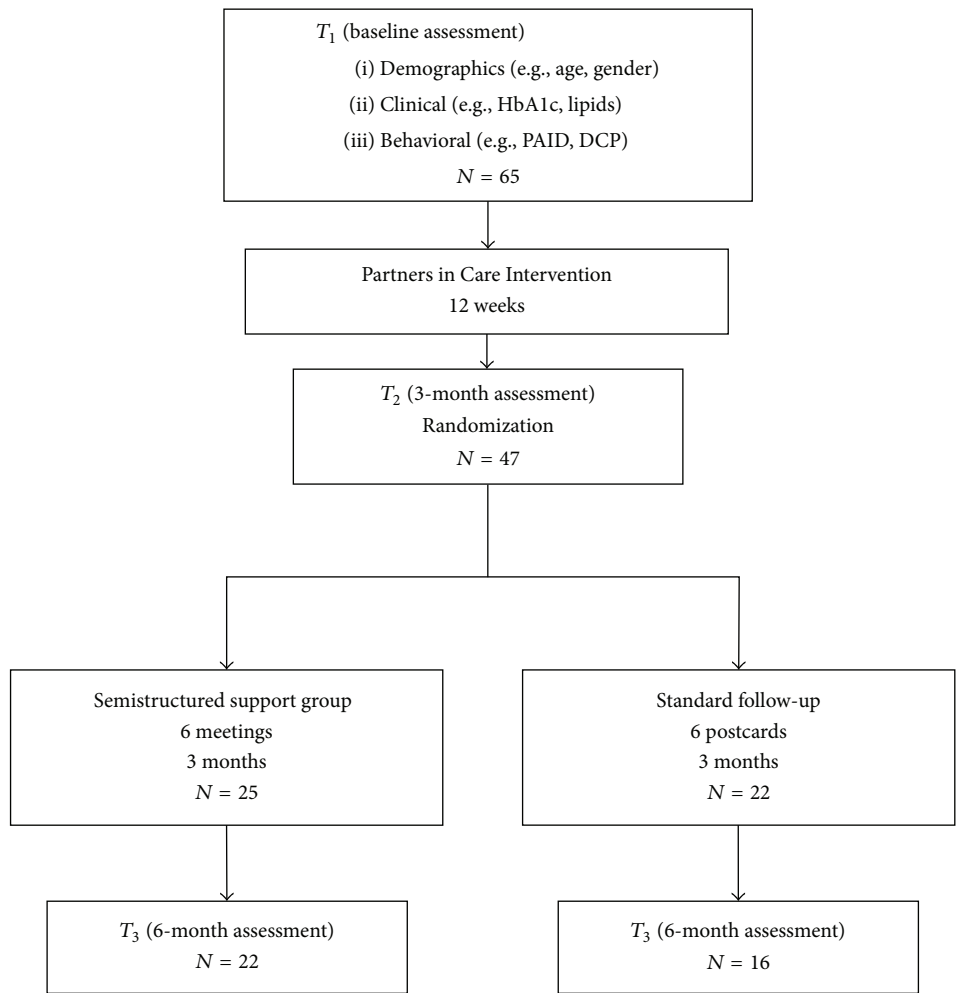 T₁ (baseline assessment)
(i) Demographics (e.g., age, gender)
(ii) Clinical (e.g., HbA1c, lipids)
(iii) Behavioral (e.g., PAID, DCP)
N = 65
Partners in Care Intervention
12 weeks
T₂ (3-month assessment)
Randomization
N = 47
Semistructured support group
6 meetings
3 months
N = 25
Standard follow-up
6 postcards
3 months
N = 22
T₃ (6-month assessment)
N = 22
T₃ (6-month assessment)
N = 16